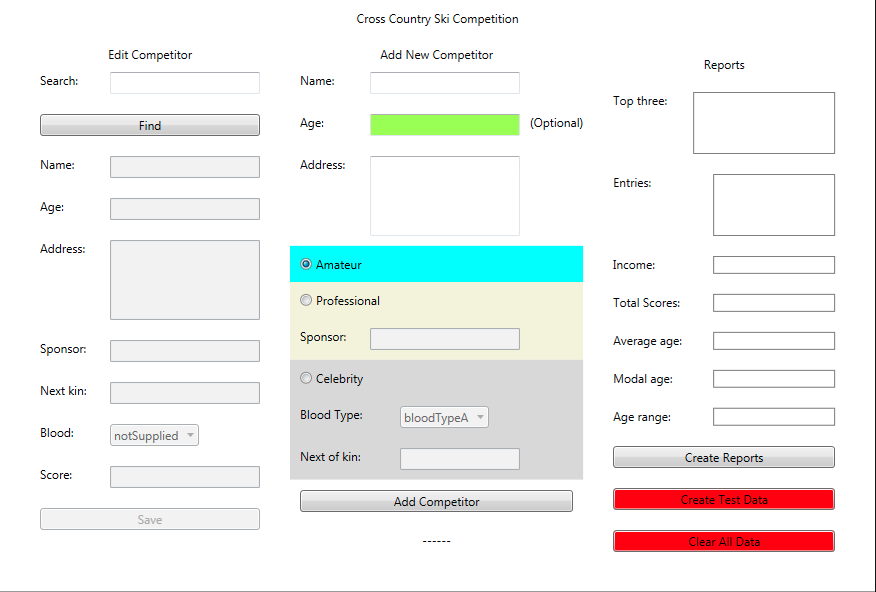 Cross Country Ski Competition
Edit Competitor
Search:
Find
Name:
Age:
Address:
Sponsor:
Next kin:
Blood:
notSupplied
Score:
Save
Add New Competitor
Name:
Age:
(Optional)
Address:
Amateur
Professional
Sponsor:
Celebrity
Blood Type:
bloodTypeA
Next of kin:
Add Competitor
------
Reports
Top three:
Entries:
Income:
Total Scores:
Average age:
Modal age:
Age range:
Create Reports
Create Test Data
Clear All Data